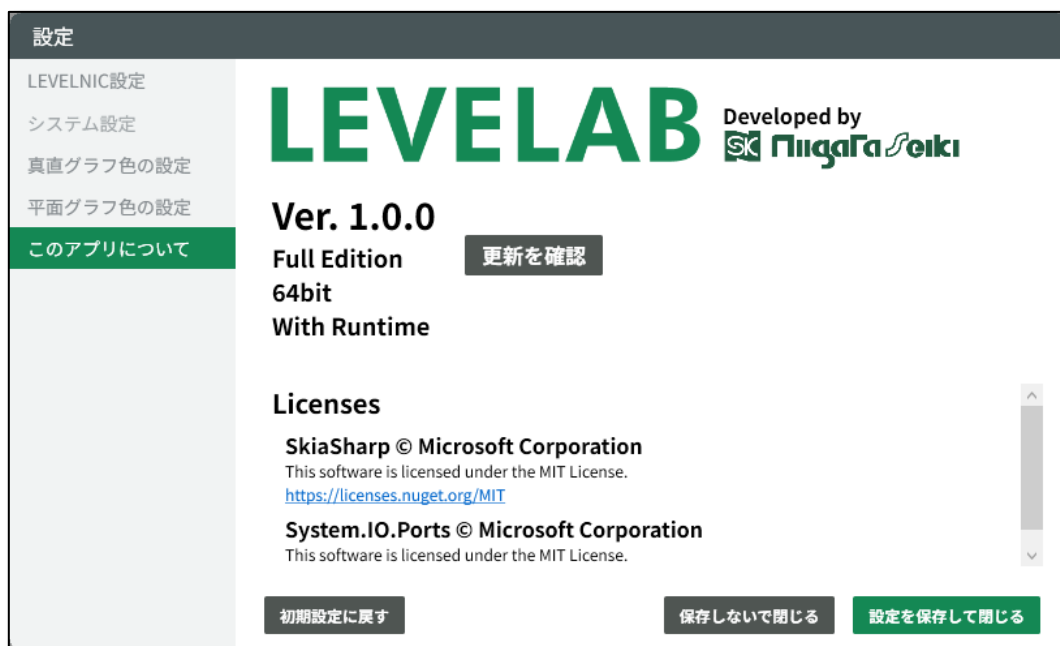 設定
LEVELNIC設定
システム設定
真直グラフ色の設定
平面グラフ色の設定
このアプリについて
LEVELAB
Developed by
SK Niigata Seiki
Ver. 1.0.0
Full Edition
更新を確認
64bit
With Runtime
Licenses
SkiaSharp © Microsoft Corporation
This software is licensed under the MIT License.
https://licenses.nuget.org/MIT
System.IO.Ports © Microsoft Corporation
This software is licensed under the MIT License.
初期設定に戻す
保存しないで閉じる
設定を保存して閉じる